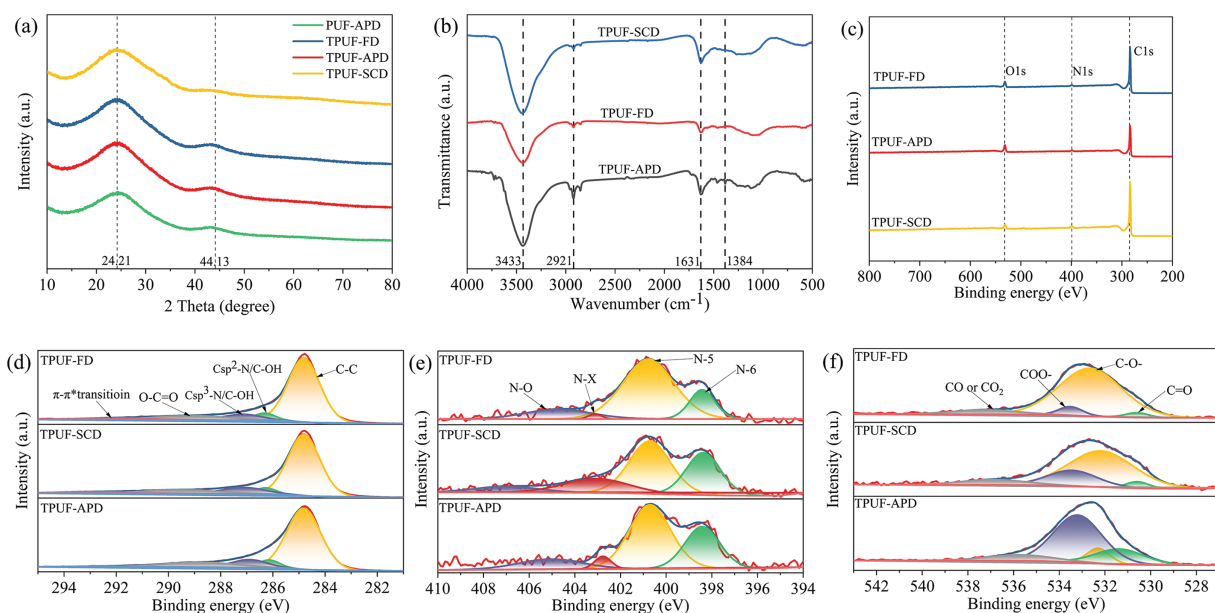 (a)
PUF-APD
TPUF-FD
TPUF-APD
TPUF-SCD
24.21
44.13
10 20 30 40 50 60 70 80
2 Theta (degree)
Intensity (a.u.)
(b)
TPUF-SCD
TPUF-FD
TPUF-APD
3433 2921 1631 1384
4000 3500 3000 2500 2000 1500 1000 500
Wavenumber (cm-1)
Transmittance (a.u.)
(c)
C1s
O1s
N1s
TPUF-FD
TPUF-APD
TPUF-SCD
800 700 600 500 400 300 200
Binding energy (eV)
Intensity (a.u.)
(d)
TPUF-FD
Csp2-N/C-OH
C-C
O-C=O
Csp3-N/C-OH
π-π*transitioin
TPUF-SCD
TPUF-APD
294 292 290 288 286 284 282
Binding energy (eV)
Intensity (a.u.)
(e)
TPUF-FD
N-5
N-X
N-6
N-O
TPUF-SCD
TPUF-APD
410 408 406 404 402 400 398 396 394
Binding energy (eV)
Intensity (a.u.)
(f)
TPUF-FD
C-O-
COO-
CO or CO2
C=O
TPUF-SCD
TPUF-APD
542 540 538 536 534 532 530 528
Binding energy (eV)
Intensity (a.u.)